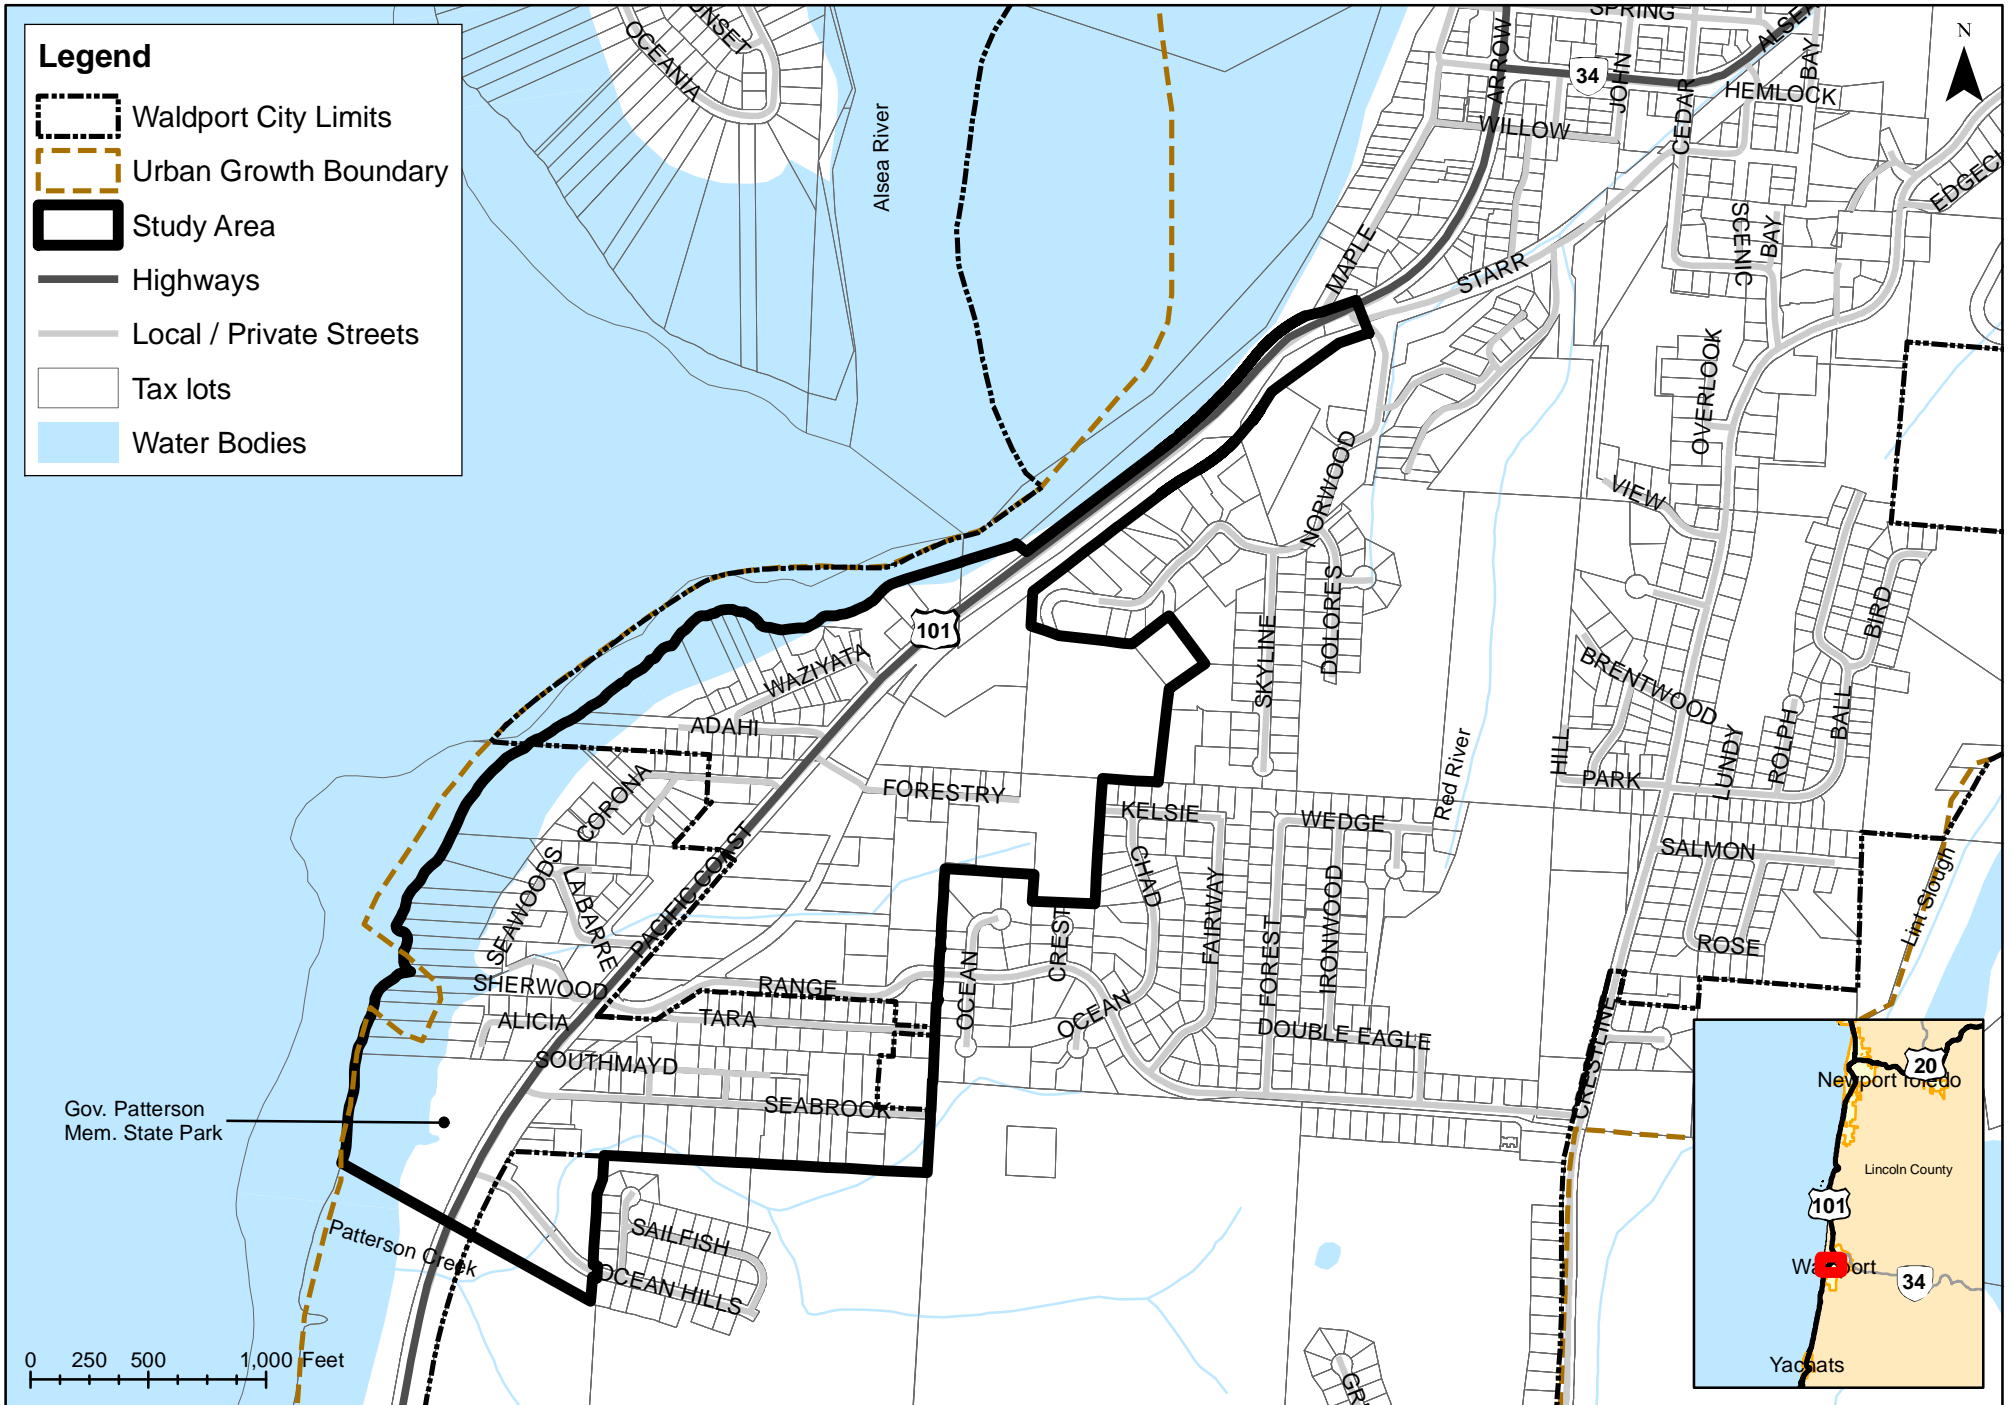 Legend
Waldport City Limits
Urban Growth Boundary
Study Area
Highways
Local / Private Streets
Tax lots
Water Bodies
OCEANIA
Alsea River
SPRING
ARROW
34
JOHN
BAY
HEMLOCK
WILLOW
CEDAR
N
MAPLE
STARR
SCENIC
BAY
OVERLOOK
NORWOOD
VIEW
DOLORES
SKYLINE
101
WAZIYATA
ADAHI
CORONA
FORESTRY
BIRD
BRENTWOOD
BALL
ROLPH
LUNDY
HILL
PARK
Red River
KELSIE
WEDGE
CHAD
SALMON
SEAWOODS
LABARRE
PACIFIC COAST
FAIRWAY
FOREST
IRONWOOD
CREST
OCEAN
ROSE
Lint Slough
SHERWOOD
RANGE
ALICIA
TARA
OCEAN
DOUBLE EAGLE
CRESTLINE
SOUTHMAYD
SEABROOK
Gov. Patterson
Mem. State Park
Patterson Creek
SAILFISH
OCEAN HILLS
0 250 500 1,000 Feet
20
Newport Toledo
Lincoln County
101
34
Yachats